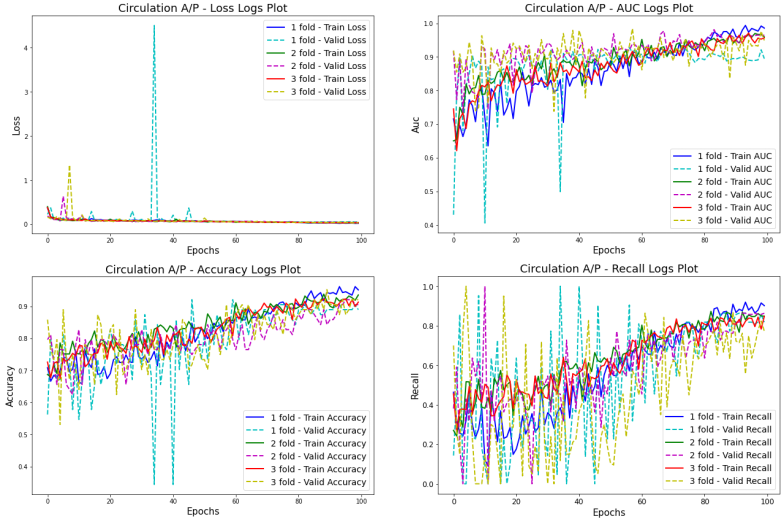 Circulation A/P - Loss Logs Plot
Loss
4
3
2
1
0
1 fold - Train Loss
1 fold - Valid Loss
2 fold - Train Loss
2 fold - Valid Loss
3 fold - Train Loss
3 fold - Valid Loss
0 20 40 60 80 100
Epochs
Circulation A/P - AUC Logs Plot
Auc
1.0
0.9
0.8
0.7
0.6
0.5
0.4
1 fold - Train AUC
1 fold - Valid AUC
2 fold - Train AUC
2 fold - Valid AUC
3 fold - Train AUC
3 fold - Valid AUC
0 20 40 60 80 100
Epochs
Circulation A/P - Accuracy Logs Plot
Accuracy
0.9
0.8
0.7
0.6
0.5
0.4
1 fold - Train Accuracy
1 fold - Valid Accuracy
2 fold - Train Accuracy
2 fold - Valid Accuracy
3 fold - Train Accuracy
3 fold - Valid Accuracy
0 20 40 60 80 100
Epochs
Circulation A/P - Recall Logs Plot
Recall
1.0
0.8
0.6
0.4
0.2
0.0
1 fold - Train Recall
1 fold - Valid Recall
2 fold - Train Recall
2 fold - Valid Recall
3 fold - Train Recall
3 fold - Valid Recall
0 20 40 60 80 100
Epochs